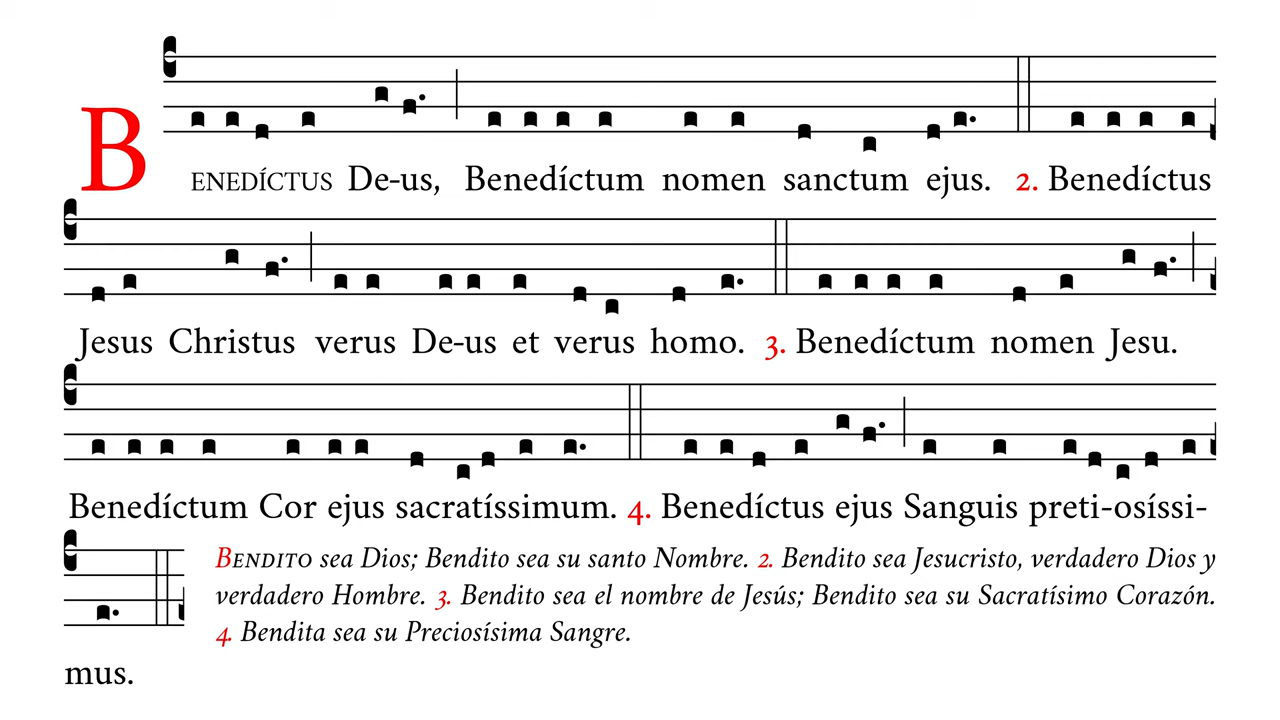 BENEDÍCTUS De-us, Benedíctum nomen sanctum ejus. 2. Benedíctus
Jesus Christus verus De-us et verus homo. 3. Benedíctum nomen Jesu.
Benedíctum Cor ejus sacratíssimum. 4. Benedíctus ejus Sanguis preti-osíssi-
BENDITO sea Dios; Bendito sea su santo Nombre. 2. Bendito sea Jesucristo, verdadero Dios y
verdadero Hombre. 3. Bendito sea el nombre de Jesús; Bendito sea su Sacratísimo Corazón.
4. Bendita sea su Preciosísima Sangre.
mus.